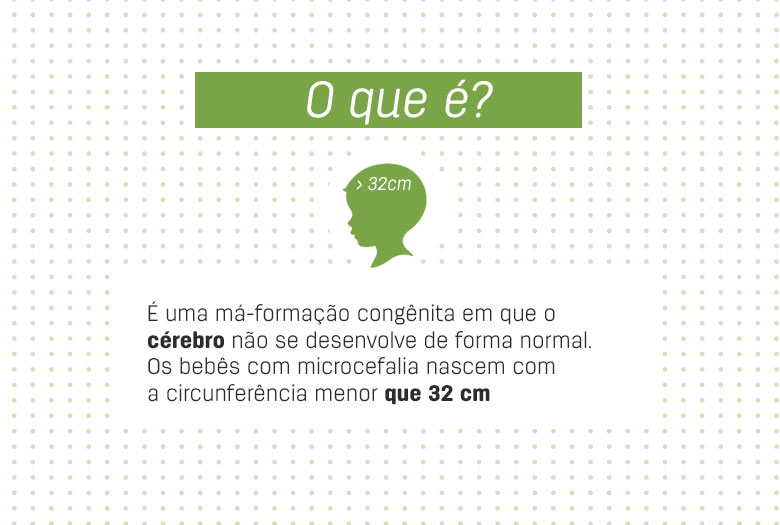 O que é?
> 32cm
É uma má-formação congênita em que o
cérebro não se desenvolve de forma normal.
Os bebês com microcefalia nascem com
a circunferência menor que 32 cm